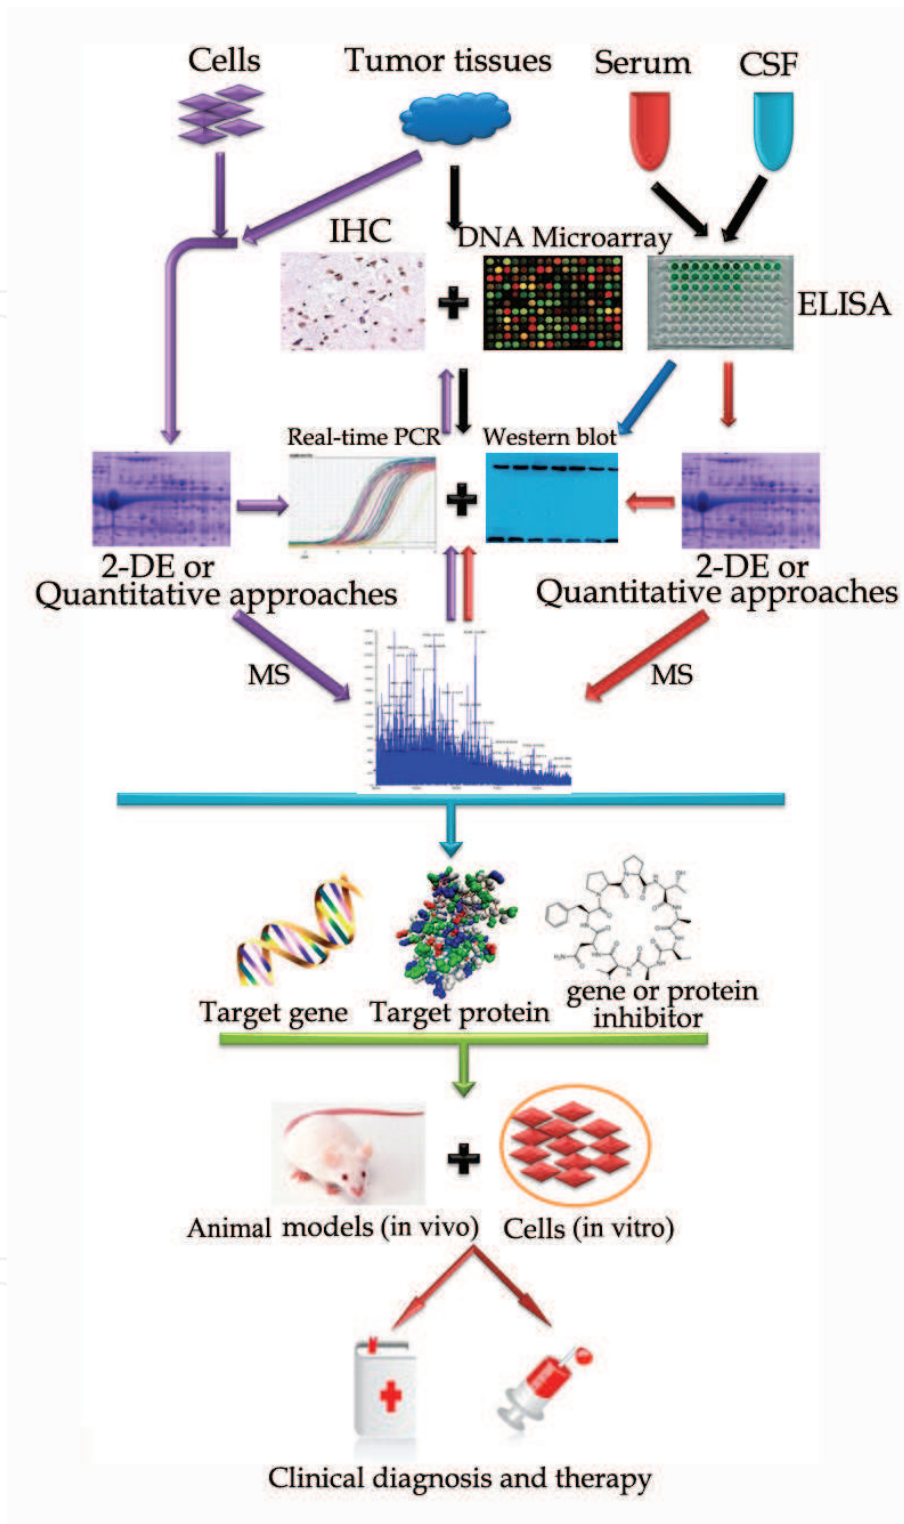 Cells
Tumor tissues
Serum
CSF
IHC
DNA Microarray
ELISA
Real-time PCR
Western blot
2-DE or
Quantitative approaches
2-DE or
Quantitative approaches
MS
MS
Target gene
Target protein
gene or protein
inhibitor
Animal models (in vivo)
Cells (in vitro)
Clinical diagnosis and therapy